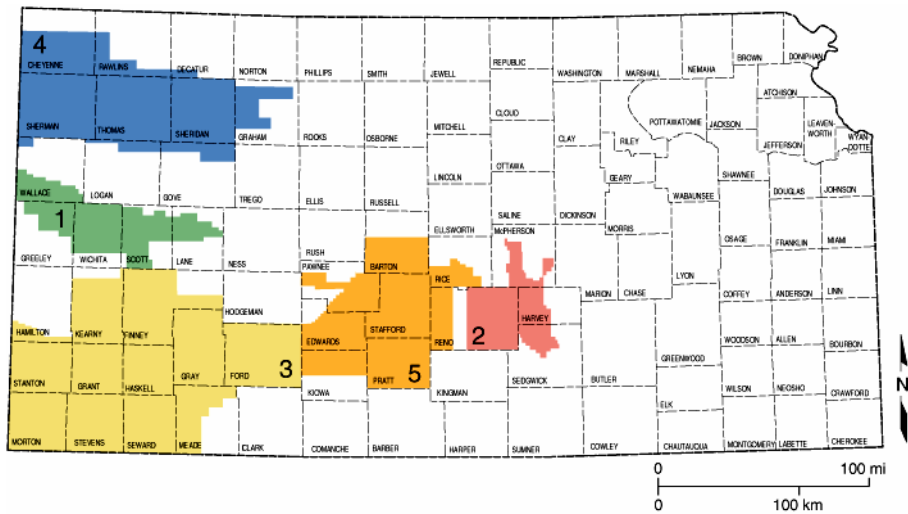 4
CHEYENNE
RAWLINS
DECATUR
NORTON
PHILLIPS
SMITH
JEWELL
REPUBLIC
WASHINGTON
MARSHALL
NEMAHA
BROWN
DONPHAN
ATCHISON
SHERMAN
THOMAS
SHERIDAN
GRAHAM
ROOKS
OSBORNE
MITCHELL
CLOUD
CLAY
RILEY
POTTAWATOMIE
JACKSON
JEFFERSON
LEAVEN-
WORTH
WYAN
DOTTE
WALLACE
LOGAN
GOVE
TREGO
ELLIS
RUSSELL
LINCOLN
OTTAWA
GEARY
WABAUNSEE
SHAWNEE
DOUGLAS
JOHNSON
1
GREELEY
WICHITA
SCOTT
LANE
NESS
RUSH
PAWNEE
BARTON
ELLSWORTH
RICE
SALINE
McPHERSON
DICKINSON
MORRIS
MARION
CHASE
LYON
OSAGE
FRANKLIN
MIAMI
COFFEY
ANDERSON
LINN
HAMILTON
KEARNY
FINNEY
HODGEMAN
EDWARDS
STAFFORD
RENO
2
HARVEY
GREENWOOD
WOODSON
ALLEN
BOURBON
STANTON
GRANT
HASKELL
GRAY
FORD
3
KIOWA
PRATT
5
KINGMAN
SEDGWICK
BUTLER
ELK
WILSON
NEOSHO
CRAWFORD
MORTON
STEVENS
SEWARD
MEADE
CLARK
COMANCHE
BARBER
HARPER
SUMNER
COWLEY
CHAUTAUQUA
MONTGOMERY
LABETTE
CHEROKEE
N
0
100 mi
0
100 km